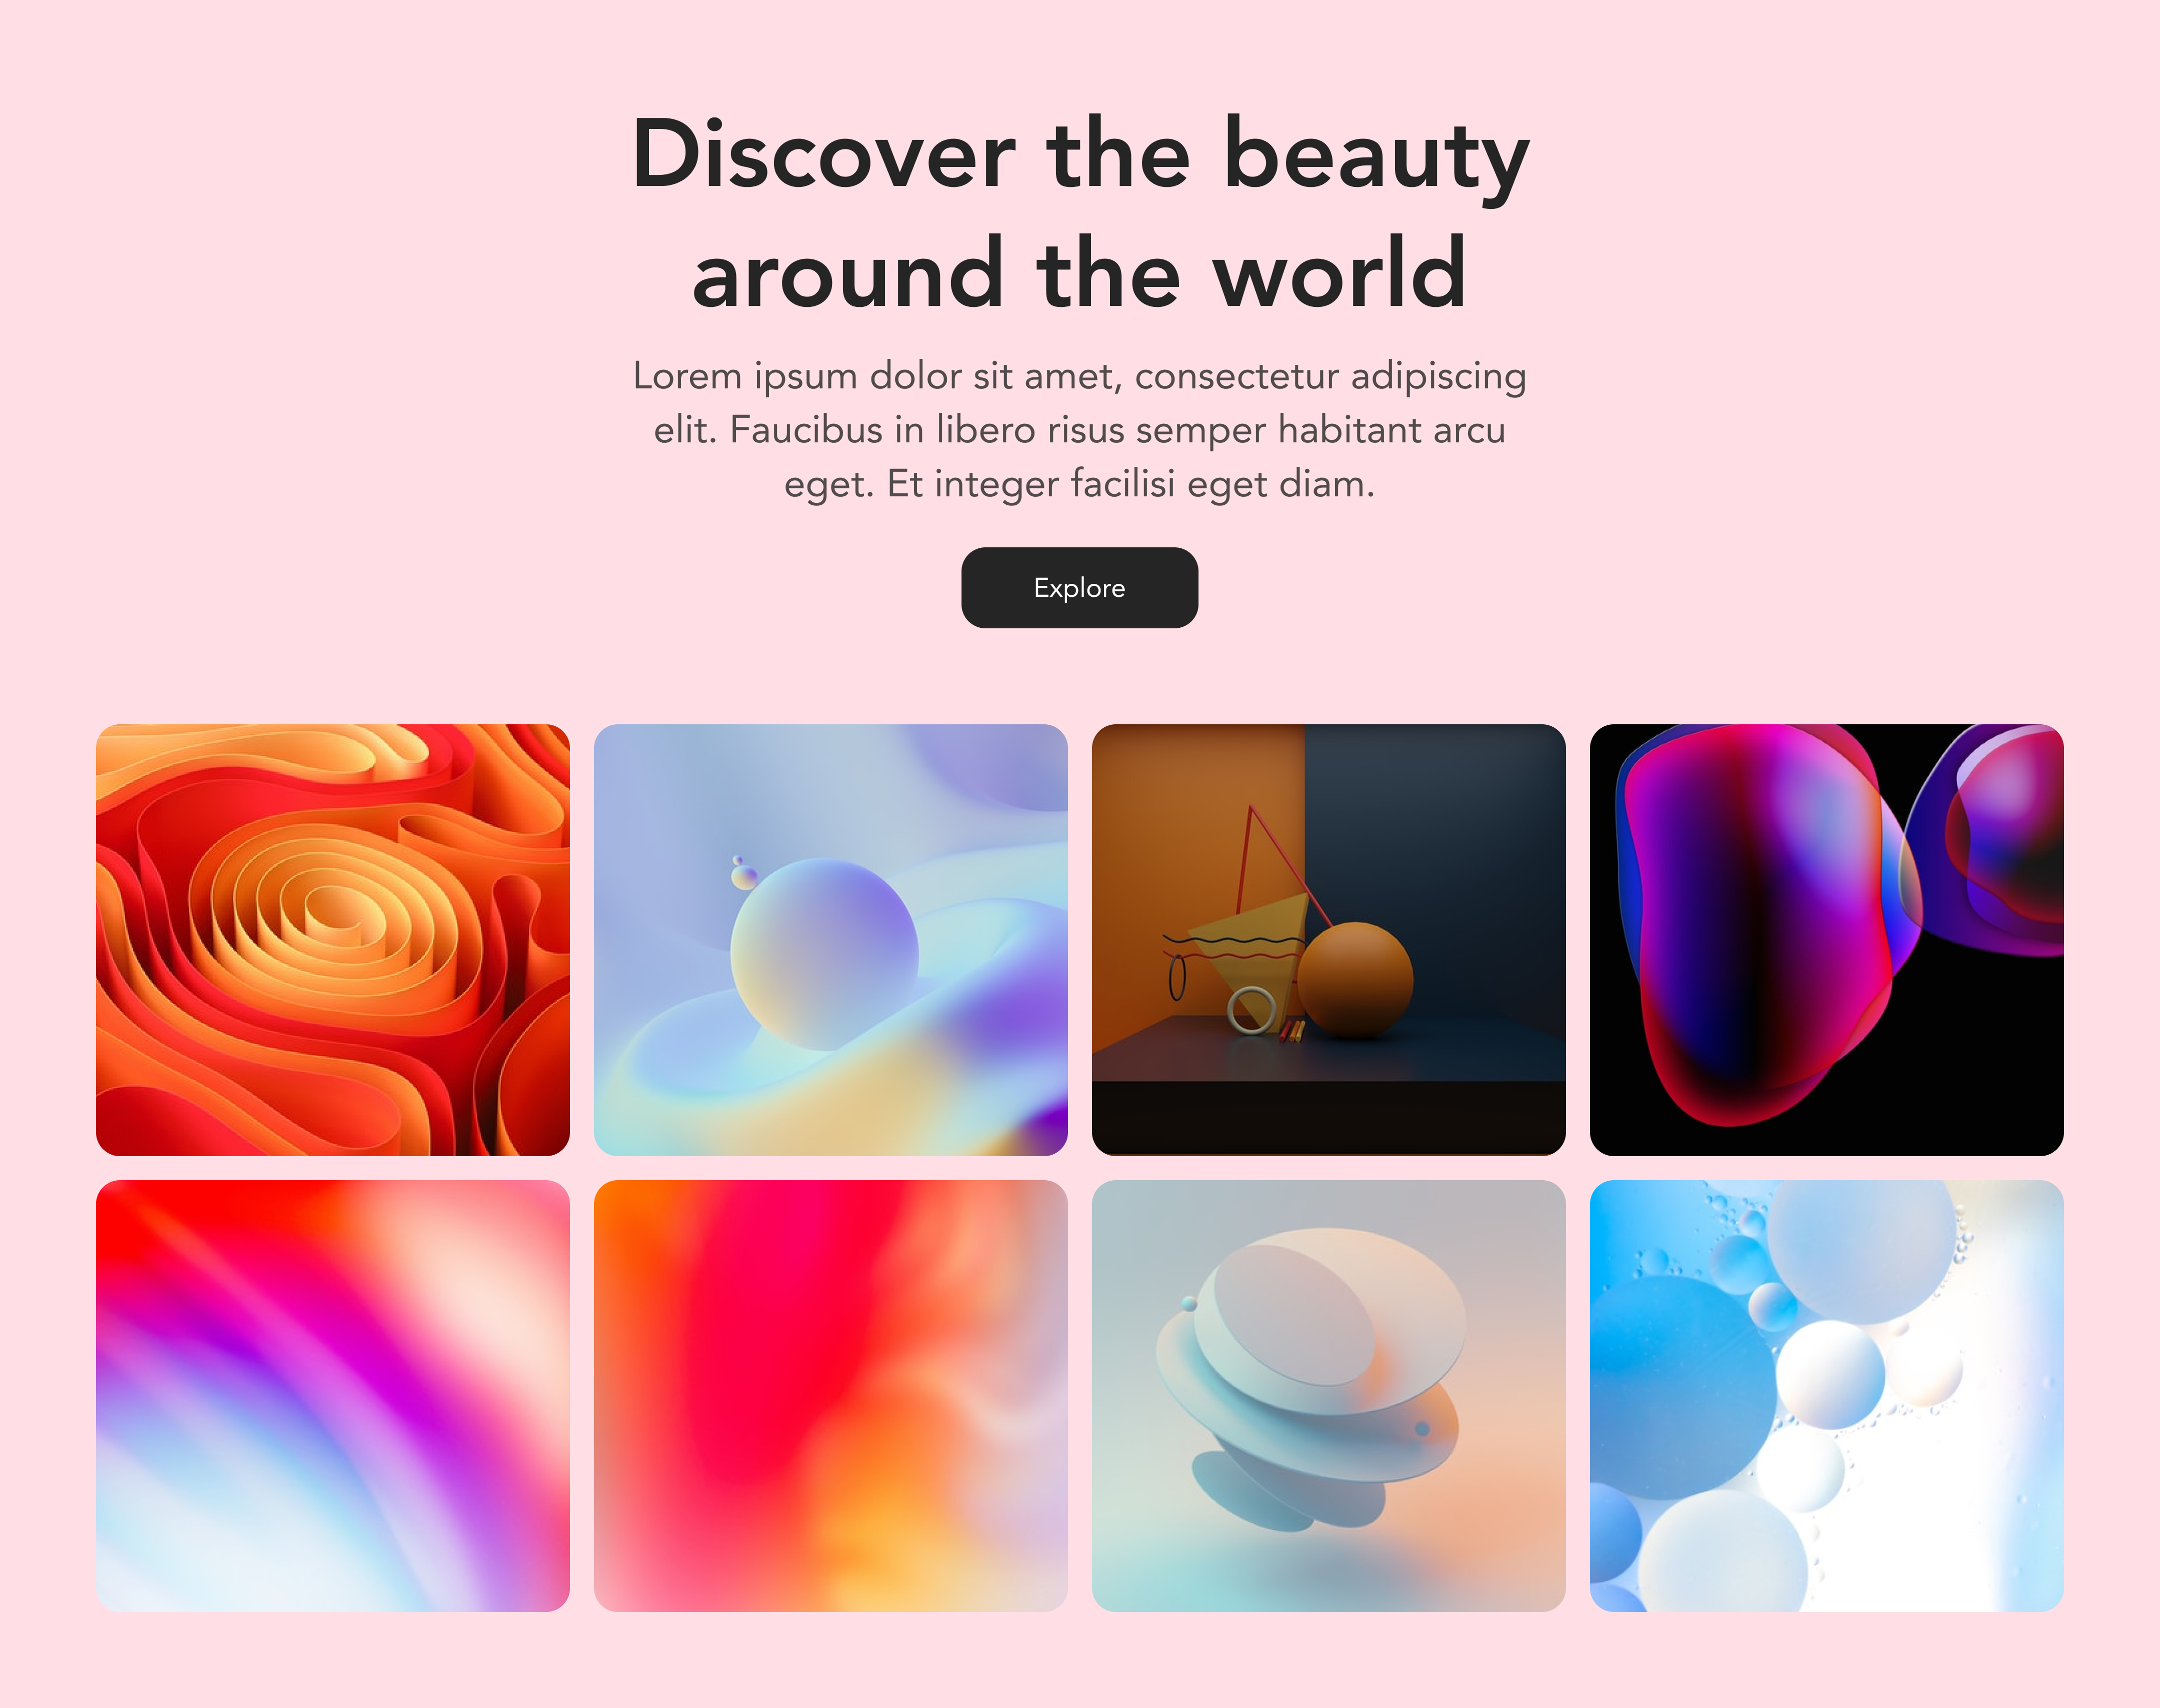 Discover the beauty
around the world
Lorem ipsum dolor sit amet, consectetur adipiscing
elit. Faucibus in libero risus semper habitant arcu
eget. Et integer facilisi eget diam.
Explore